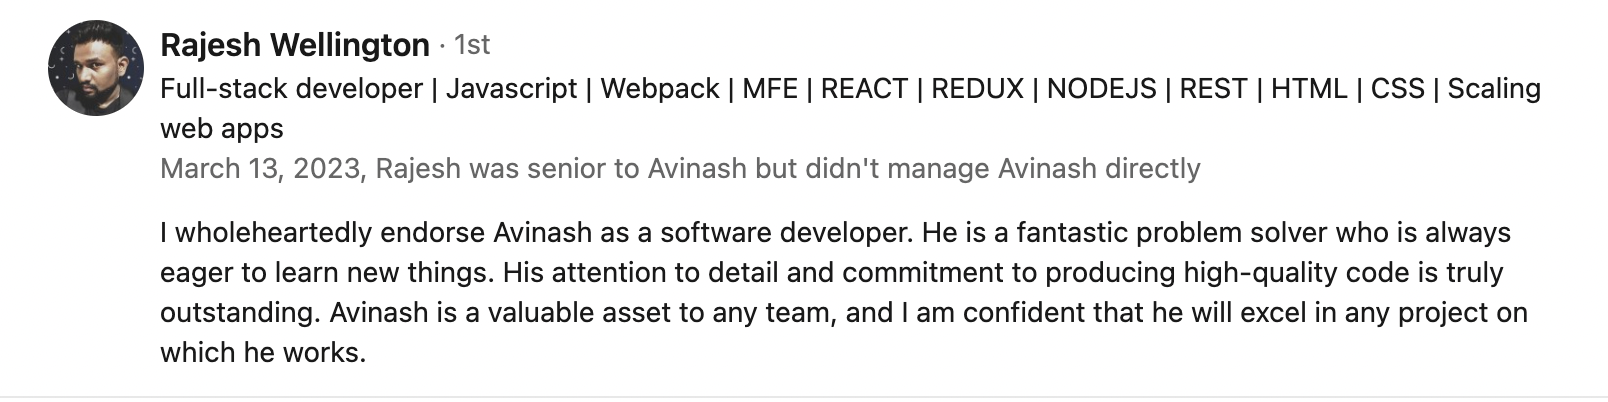 Rajesh Wellington · 1st
Full-stack developer | Javascript | Webpack | MFE | REACT | REDUX | NODEJS | REST | HTML | CSS | Scaling
web apps
March 13, 2023, Rajesh was senior to Avinash but didn't manage Avinash directly
I wholeheartedly endorse Avinash as a software developer. He is a fantastic problem solver who is always
eager to learn new things. His attention to detail and commitment to producing high-quality code is truly
outstanding. Avinash is a valuable asset to any team, and I am confident that he will excel in any project on
which he works.